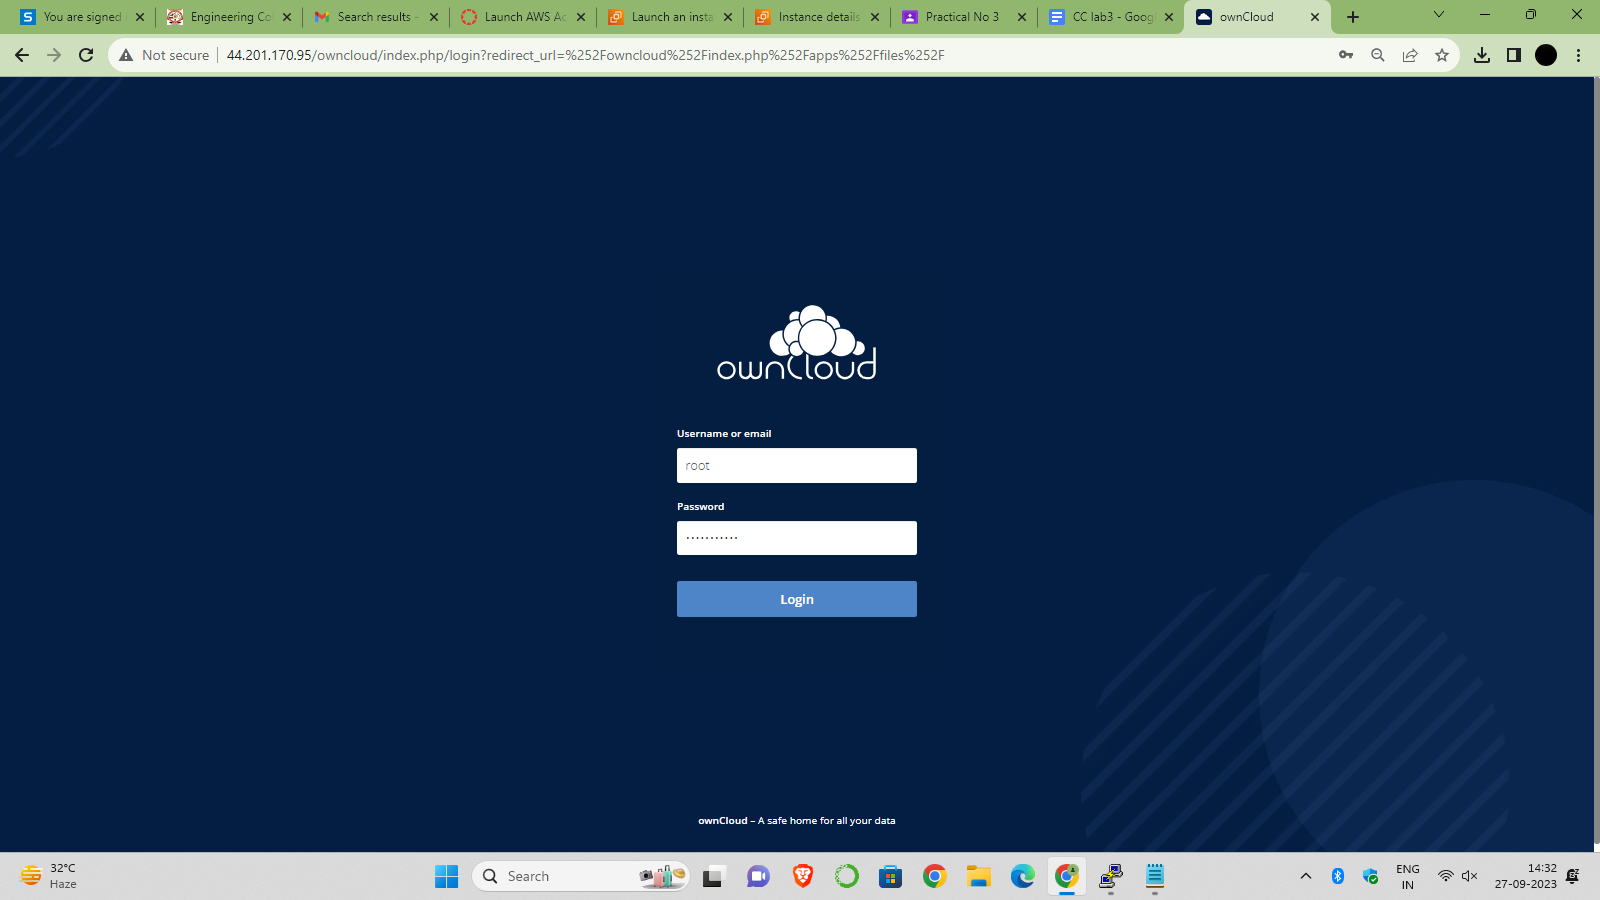 You are signed
Engineering Co
Search results -
Launch AWS Ac
Launch an insta
Instance details
Practical No 3
CC lab3 - Goog
ownCloud
Not secure
44.201.170.95/owncloud/index.php/login?redirect_url=%252Fowncloud%252Findex.php%252Fapps%252Ffiles%252F
ownCloud
Username or email
root
Password
Login
ownCloud – A safe home for all your data
32°C
Haze
Search
ENG
IN
14:32
27-09-2023